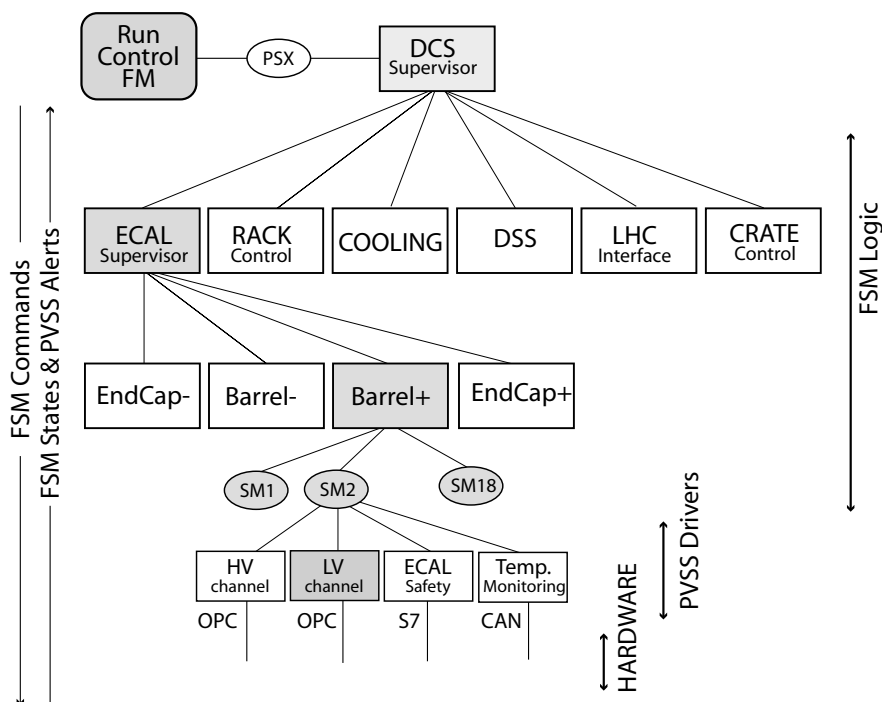 Run
Control
FM
PSX
DCS
Supervisor
ECAL
Supervisor
RACK
Control
COOLING
DSS
LHC
Interface
CRATE
Control
EndCap-
Barrel-
Barrel+
EndCap+
SM1
SM2
SM18
HV
channel
LV
channel
ECAL
Safety
Temp.
Monitoring
OPC
OPC
S7
CAN
FSM Commands
FSM States & PVSS Alerts
FSM Logic
PVSS Drivers
HARDWARE